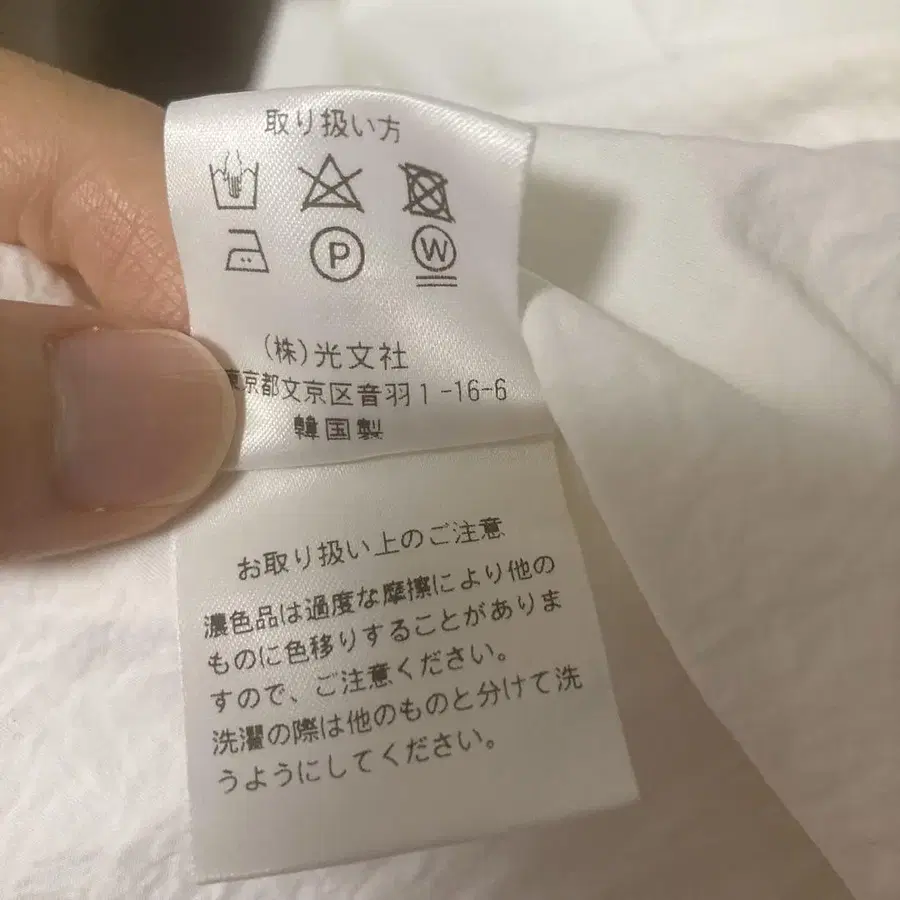 取り扱い方
P
W
(株)光文社
東京都文京区音羽1-16-6
韓国製
お取り扱い上のご注意
濃色品は過度な摩擦により他の
ものに色移りすることがありま
すので、ご注意ください。
洗濯の際は他のものと分けて洗
うようにしてください。